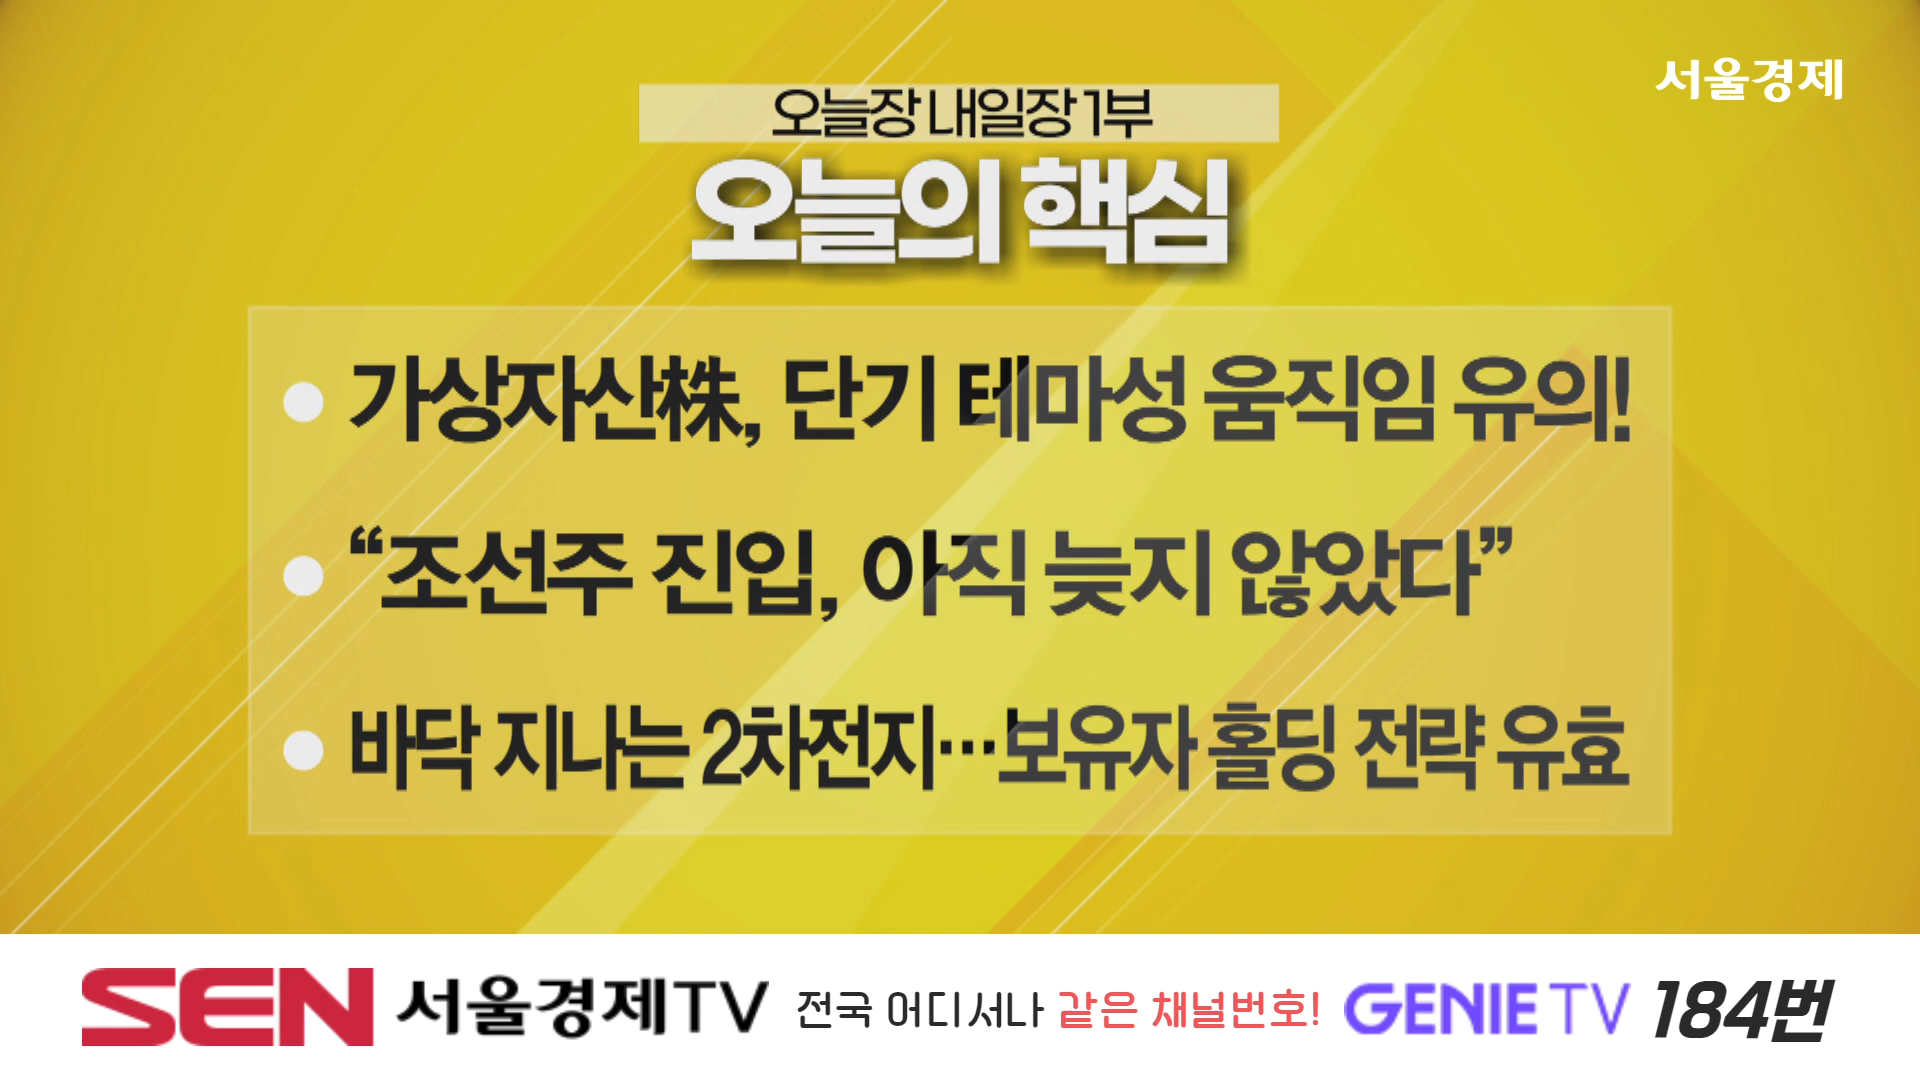 서울경제
오늘장 내일장 1부
오늘의 핵심
● 가상자산株, 단기 테마성 움직임 유의!
● “조선주 진입, 아직 늦지 않았다”
● 바닥 지나는 2차전지…보유자 홀딩 전략 유효
SEN 서울경제TV 전국 어디서나 같은 채널번호! GENIE TV 184번